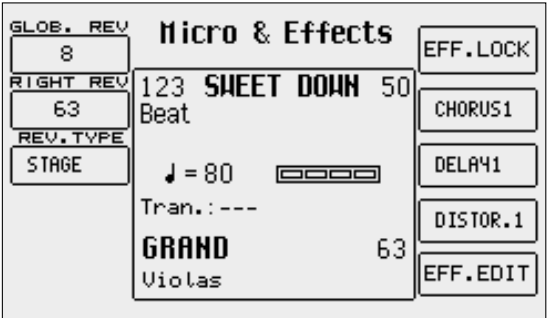 Micro & Effects
GLOB. REV
8
RIGHT REV
63
REV.TYPE
STAGE
123 SWEET DOWN 50
Beat
♩=80
Tran.:---
GRAND 63
Violas
EFF.LOCK
CHORUS1
DELAY1
DISTOR.1
EFF.EDIT